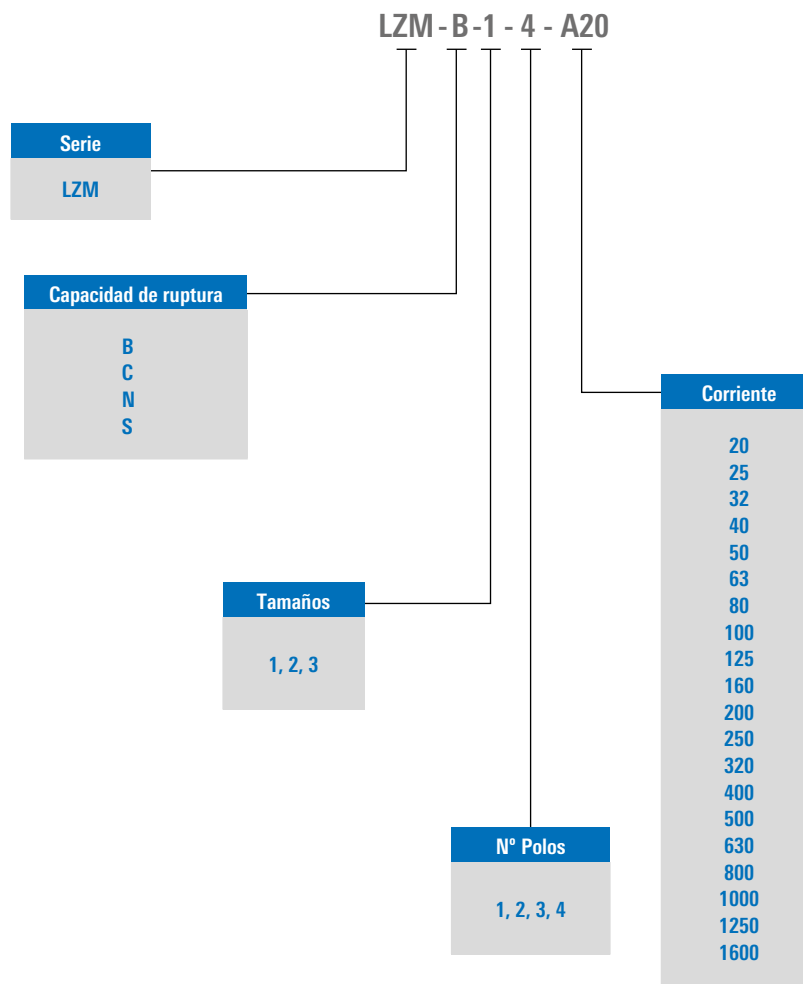 LZM - B -1 - 4 - A20
Serie
LZM
Capacidad de ruptura
B
C
N
S
Corriente
20
25
32
40
50
63
80
100
125
160
200
250
320
400
500
630
800
1000
1250
1600
Tamaños
1, 2, 3
Nº Polos
1, 2, 3, 4